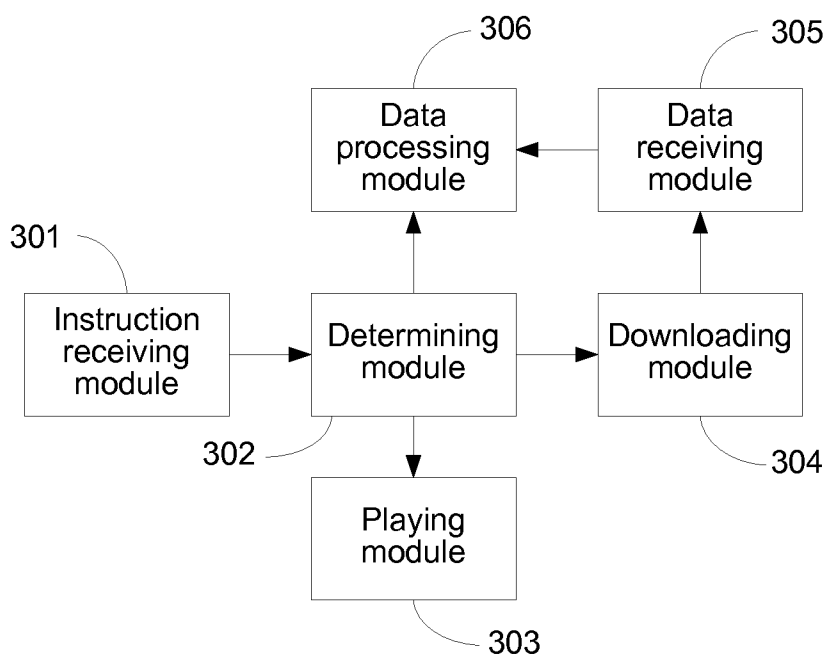 306
305
Data
processing
module
Data
receiving
module
301
Instruction
receiving
module
Determining
module
Downloading
module
302
304
Playing
module
303